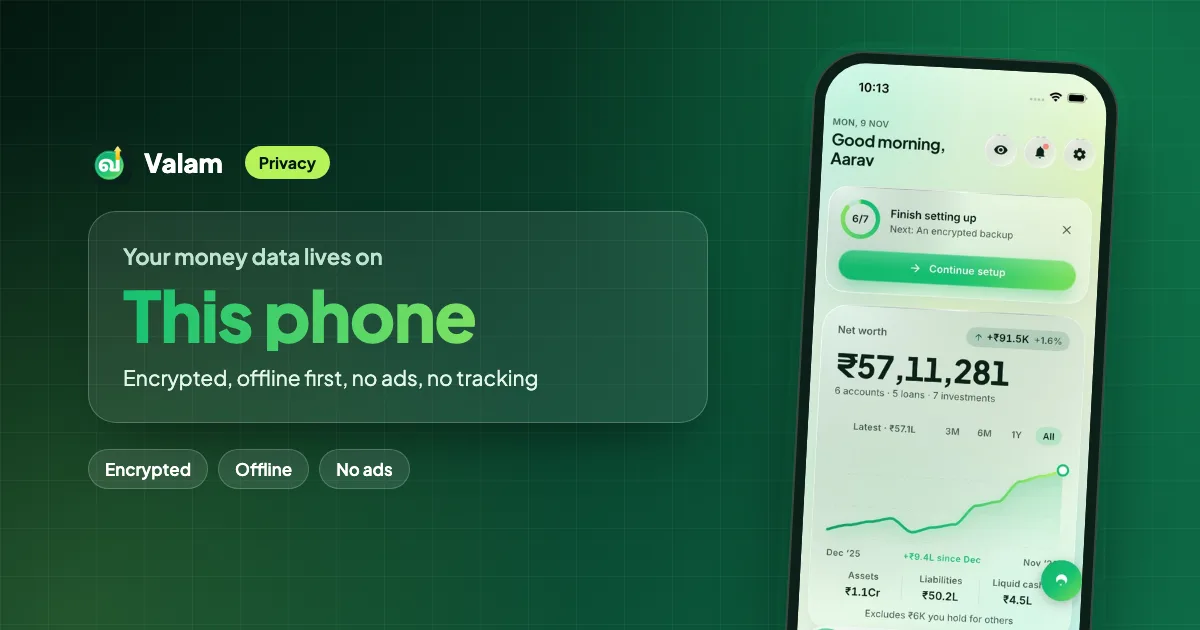 வ
Valam
Privacy
Your money data lives on
This phone
Encrypted, offline first, no ads, no tracking
Encrypted
Offline
No ads
10:13
MON, 9 NOV
Good morning,
Aarav
6/7
Finish setting up
Next: An encrypted backup
→ Continue setup
Net worth
↑ +₹91.5K +1.6%
₹57,11,281
6 accounts · 5 loans · 7 investments
Latest · ₹57.1L
3M
6M
1Y
All
Dec '25
+₹9.4L since Dec
Nov
Assets
Liabilities
Liquid
₹1.1Cr
₹50.2L
₹4.5L
Excludes ₹6K you hold for others